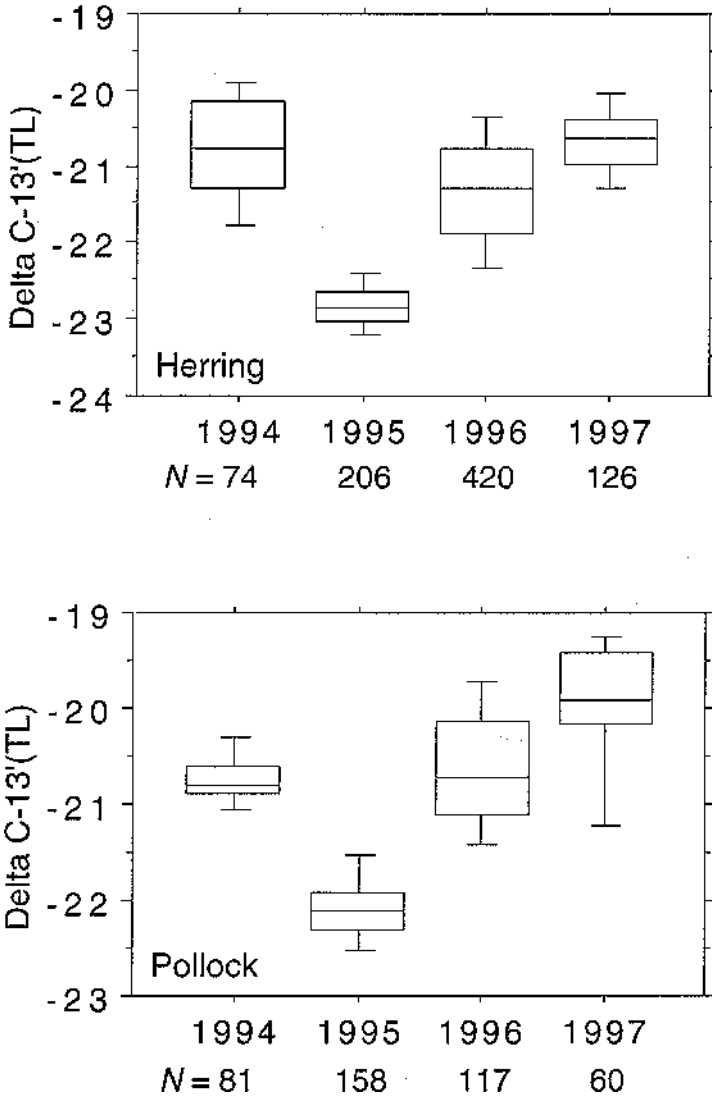 Delta C-13'(TL)
-19
-20
-21
-22
-23
-24
Herring
1994 1995 1996 1997
N = 74 206 420 126
Delta C-13'(TL)
-19
-20
-21
-22
-23
Pollock
1994 1995 1996 1997
N = 81 158 117 60